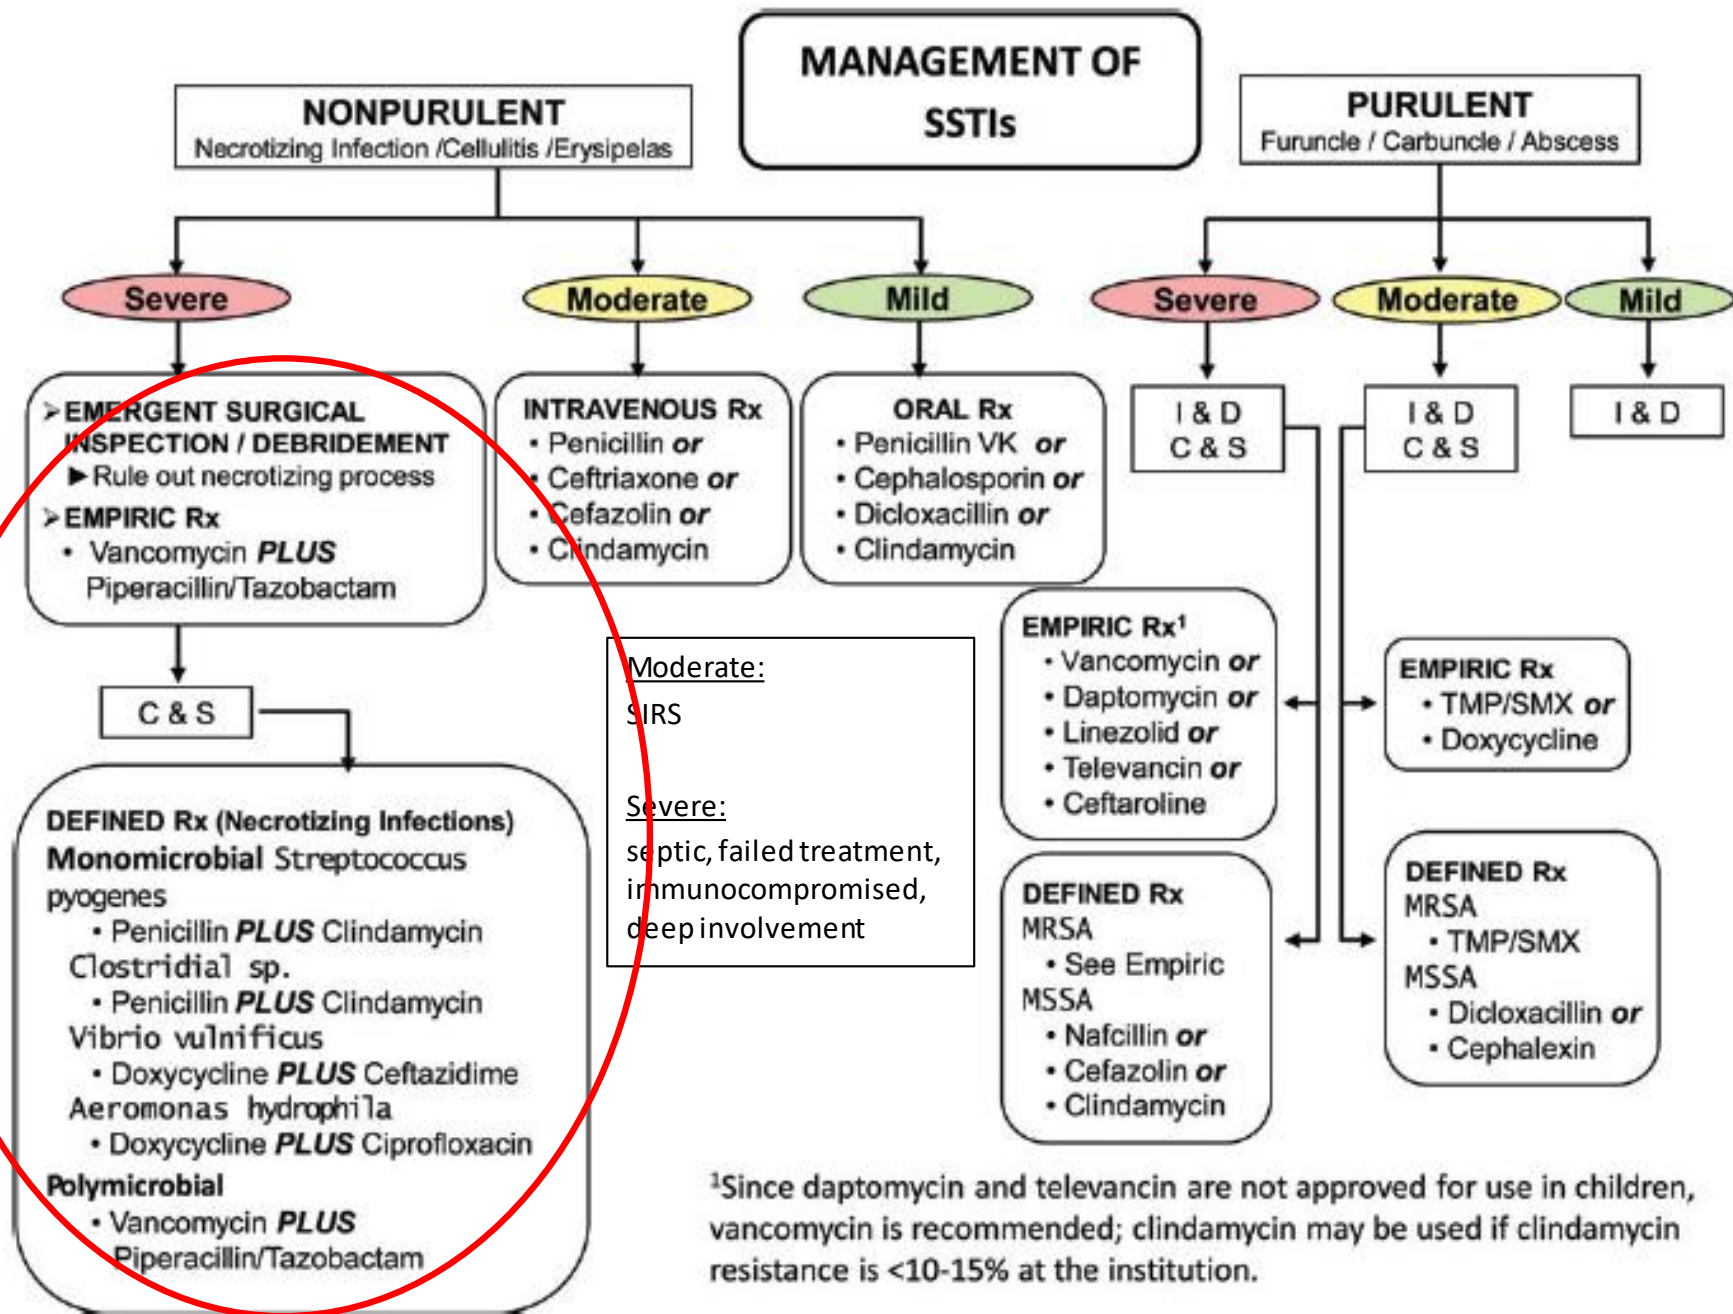 MANAGEMENT OF
SSTIs
NONPURULENT
Necrotizing Infection /Cellulitis /Erysipelas
Severe
Moderate
Mild
➢EMERGENT SURGICAL
INSPECTION / DEBRIDEMENT
►Rule out necrotizing process
➢EMPIRIC Rx
• Vancomycin PLUS
Piperacillin/Tazobactam
C & S
DEFINED Rx (Necrotizing Infections)
Monomicrobial Streptococcus
pyogenes
• Penicillin PLUS Clindamycin
Clostridial sp.
• Penicillin PLUS Clindamycin
Vibrio vulnificus
• Doxycycline PLUS Ceftazidime
Aeromonas hydrophila
• Doxycycline PLUS Ciprofloxacin
Polymicrobial
• Vancomycin PLUS
Piperacillin/Tazobactam
INTRAVENOUS Rx
• Penicillin or
• Ceftriaxone or
• Cefazolin or
• Clindamycin
ORAL Rx
• Penicillin VK or
• Cephalosporin or
• Dicloxacillin or
• Clindamycin
Moderate:
SIRS
Severe:
septic, failed treatment,
immunocompromised,
deep involvement
PURULENT
Furuncle / Carbuncle / Abscess
Severe
Moderate
Mild
I & D
C & S
I & D
C & S
I & D
EMPIRIC Rx¹
• Vancomycin or
• Daptomycin or
• Linezolid or
• Televancin or
• Ceftaroline
DEFINED Rx
MRSA
• See Empiric
MSSA
• Nafcillin or
• Cefazolin or
• Clindamycin
EMPIRIC Rx
• TMP/SMX or
• Doxycycline
DEFINED Rx
MRSA
• TMP/SMX
MSSA
• Dicloxacillin or
• Cephalexin
¹Since daptomycin and televancin are not approved for use in children,
vancomycin is recommended; clindamycin may be used if clindamycin
resistance is <10-15% at the institution.